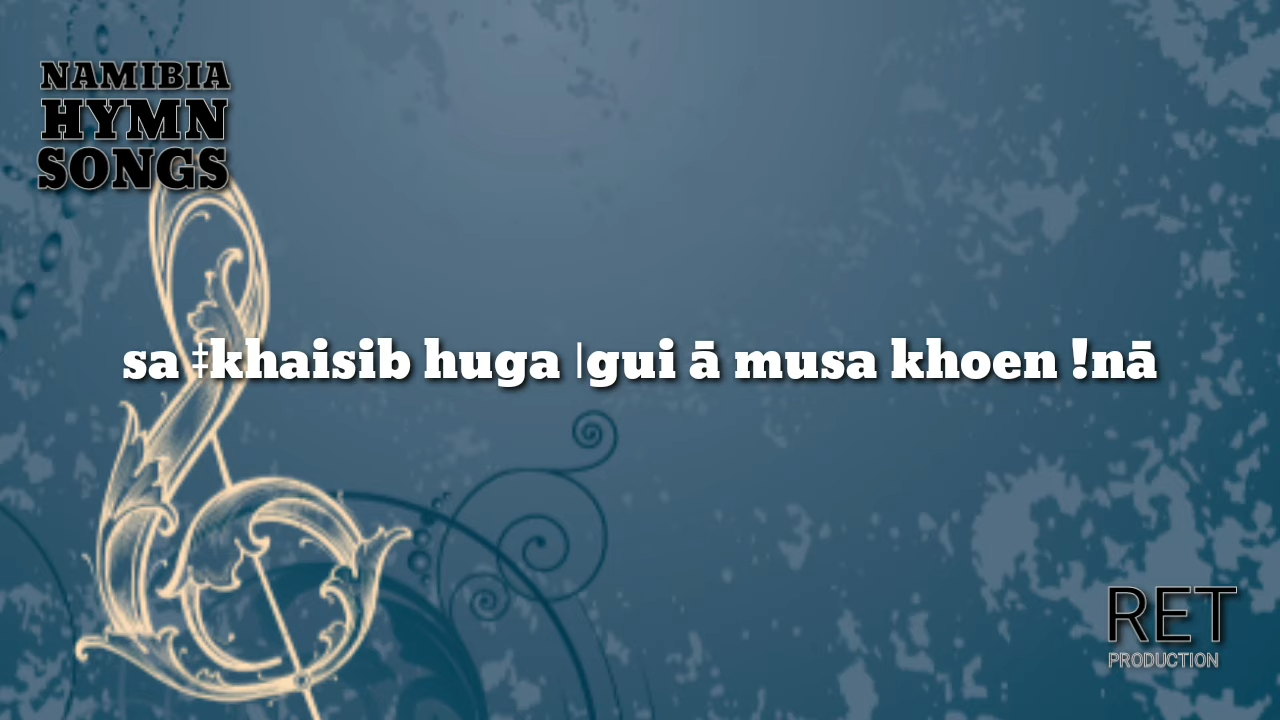 NAMIBIA
HYMN
SONGS
sa ǂkhaisib huga ǀgui ā musa khoen !nā
RET
PRODUCTION